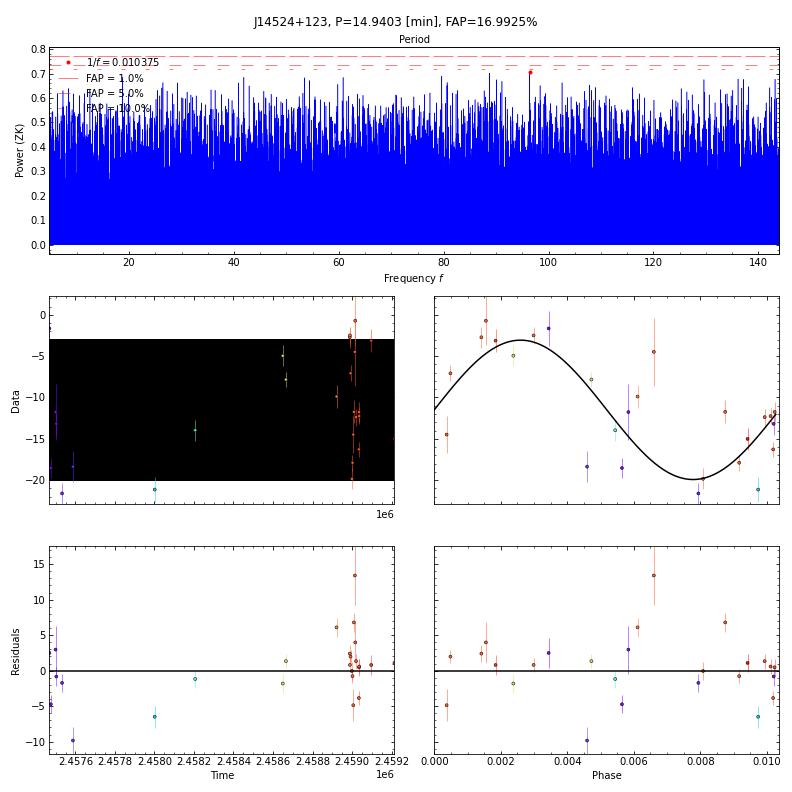 J14524+123, P=14.9403 [min], FAP=16.9925%
Period
Power (ZK)
0.8
0.7
0.6
0.5
0.4
0.3
0.2
0.1
0.0
1/f = 0.010375
FAP = 1.0%
FAP = 5.0%
FAP = 10.0%
20 40 60 80 100 120 140
Frequency f
Data
0
−5
−10
−15
−20
1e6
Residuals
15
10
5
0
−5
−10
2.4576 2.4578 2.4580 2.4582 2.4584 2.4586 2.4588 2.4590 2.4592
1e6
Time
0.000 0.002 0.004 0.006 0.008 0.010
Phase